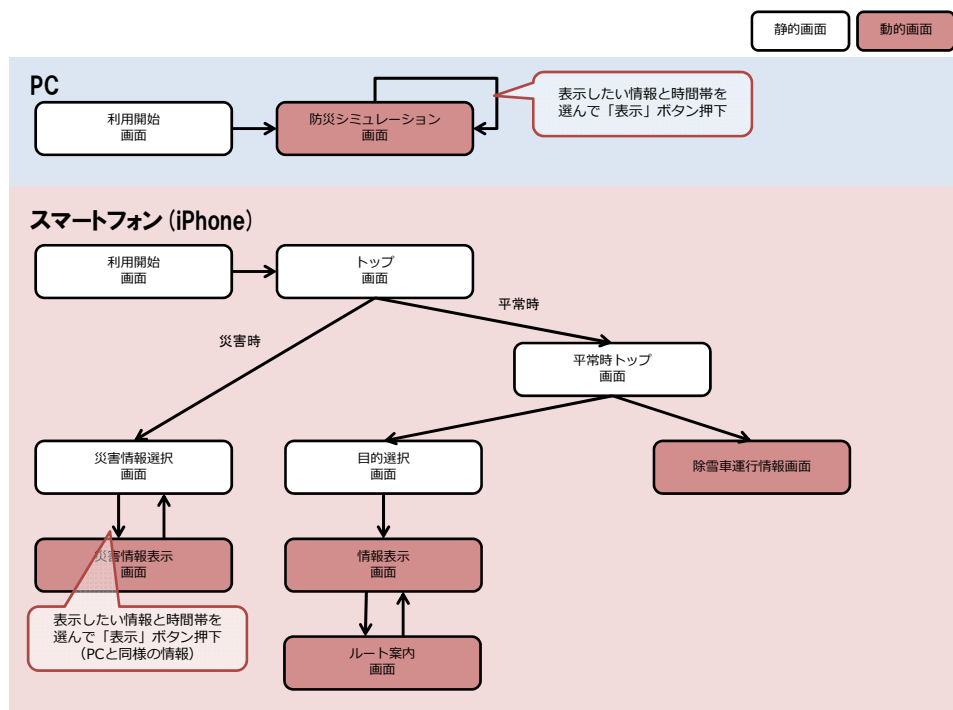 静的画面
動的画面
PC
利用開始
画面
防災シミュレーション
画面
表示したい情報と時間帯を
選んで「表示」ボタン押下
スマートフォン(iPhone)
利用開始
画面
トップ
画面
平常時
災害時
平常時トップ
画面
災害情報選択
画面
目的選択
画面
除雪車運行情報画面
災害情報表示
画面
情報表示
画面
表示したい情報と時間帯を
選んで「表示」ボタン押下
(PCと同様の情報)
ルート案内
画面